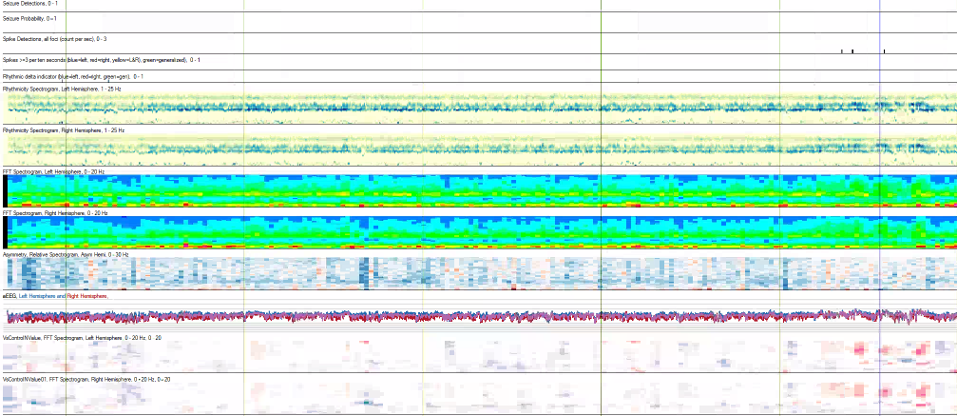 Seizure Detections, 0 - 1
Seizure Probability, 0 - 1
Spike Detections, all foci (count per sec), 0 - 3
Spikes >=3 per ten seconds (blue=left, red=right, yellow=L&R), green=generalized), 0 - 1
Rhythmic delta indicator (blue=left, red=right, green=gen), 0 - 1
Rhythmicity Spectrogram, Left Hemisphere, 1 - 25 Hz
Rhythmicity Spectrogram, Right Hemisphere, 1 - 25 Hz
FFT Spectrogram, Left Hemisphere, 0 - 20 Hz
FFT Spectrogram, Right Hemisphere, 0 - 20 Hz
Asymmetry, Relative Spectrogram, Asym Hemi, 0 - 30 Hz
aEEG, Left Hemisphere and Right Hemisphere,
VisControlNValue, FFT Spectrogram, Left Hemisphere, 0 - 20 Hz, 0 20
VisControlNValue01, FFT Spectrogram, Right Hemisphere, 0 - 20 Hz, 0 - 20